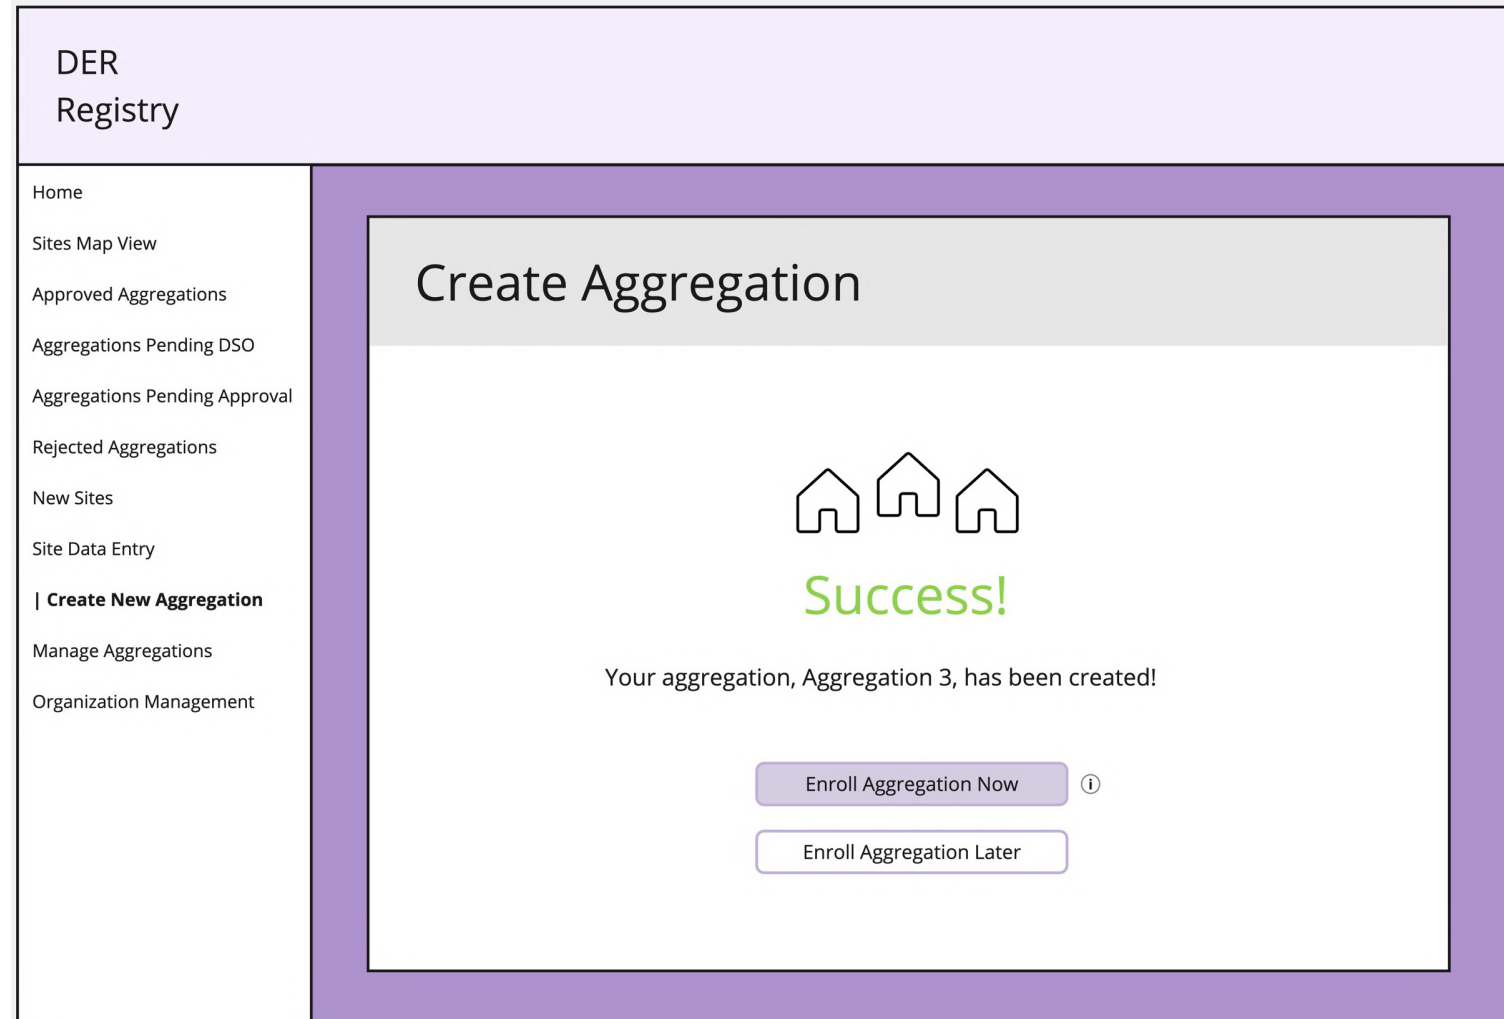 DER
Registry
Home
Sites Map View
Approved Aggregations
Aggregations Pending DSO
Aggregations Pending Approval
Rejected Aggregations
New Sites
Site Data Entry
| Create New Aggregation
Manage Aggregations
Organization Management
Create Aggregation
Success!
Your aggregation, Aggregation 3, has been created!
Enroll Aggregation Now
i
Enroll Aggregation Later